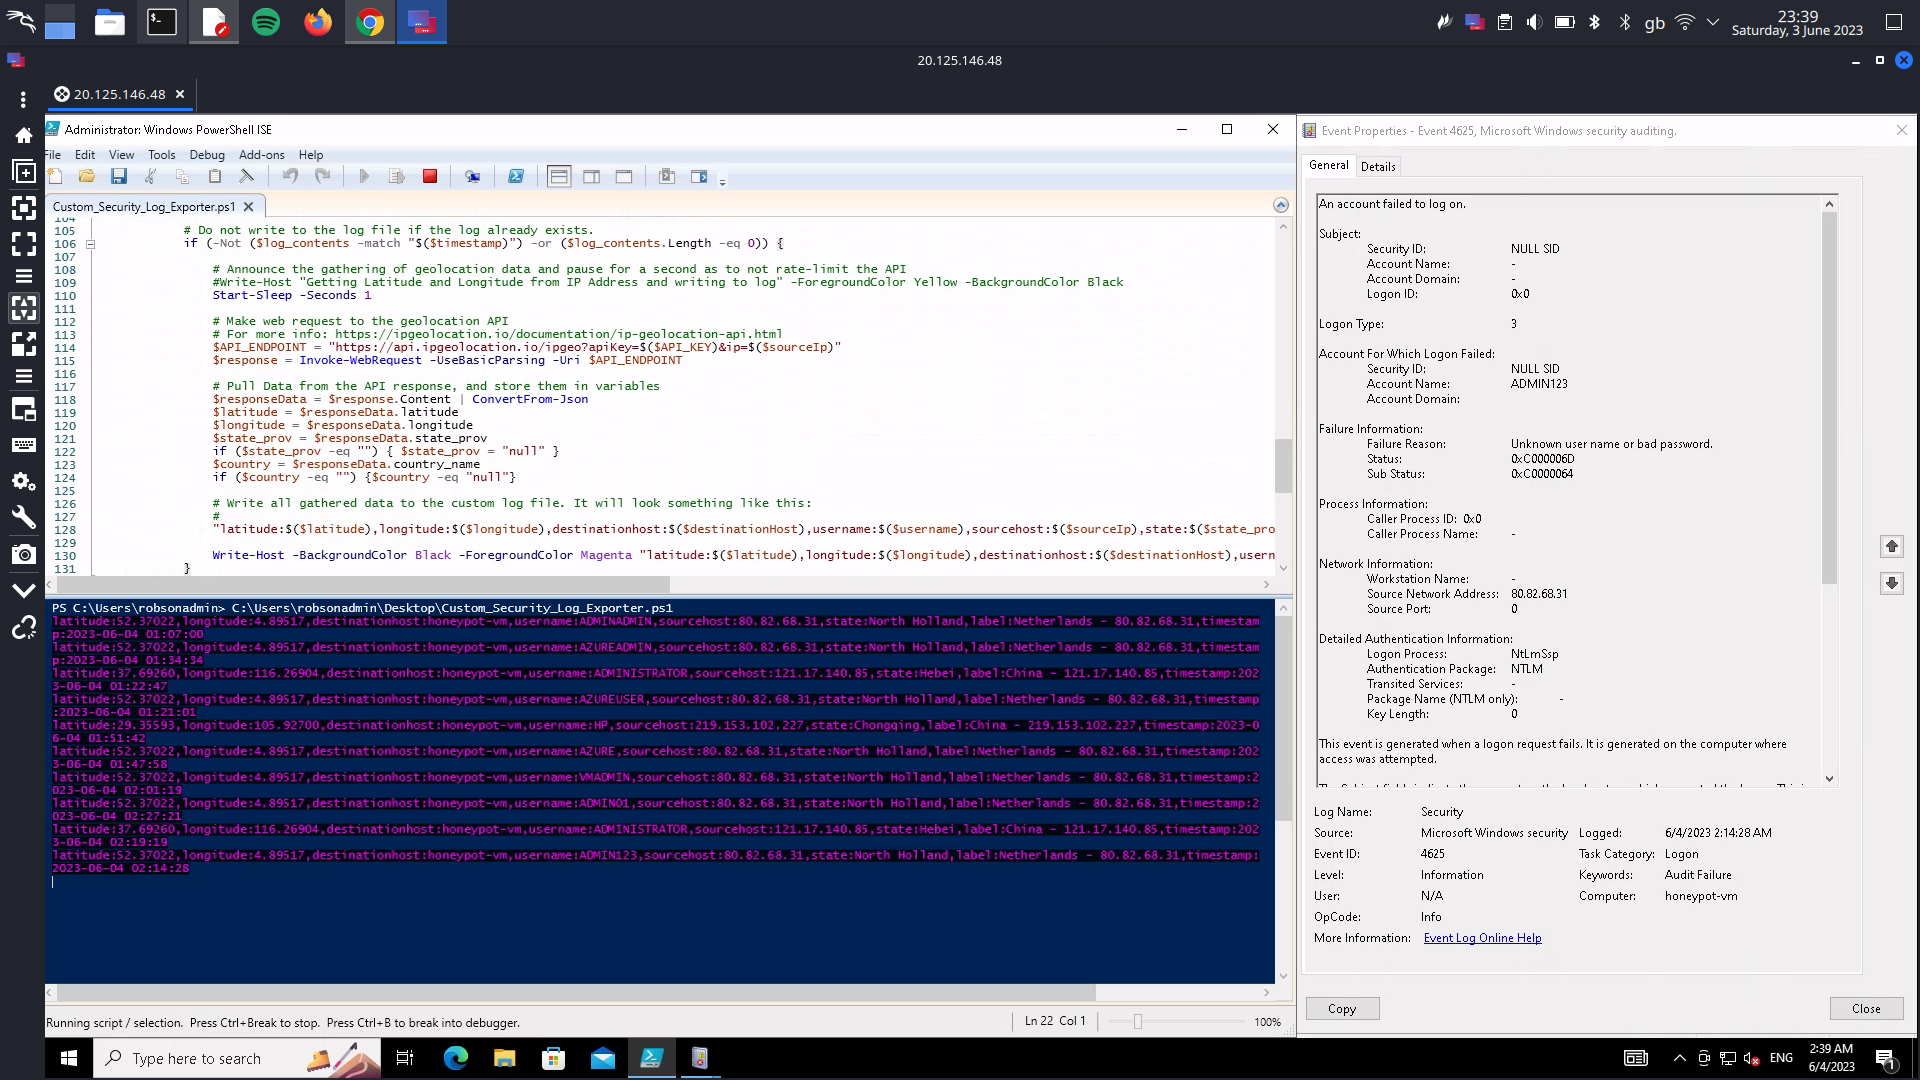 gb
23:39
Saturday, 3 June 2023
20.125.146.48
20.125.146.48
Administrator: Windows PowerShell ISE
File Edit View Tools Debug Add-ons Help
Custom_Security_Log_Exporter.ps1
104
105 # Do not write to the log file if the log already exists.
106 if (-Not ($log_contents -match "$($timestamp)") -or ($log_contents.Length -eq 0)) {
107
108 # Announce the gathering of geolocation data and pause for a second as to not rate-limit the API
109 #Write-Host "Getting Latitude and Longitude from IP Address and writing to log" -ForegroundColor Yellow -BackgroundColor Black
110 Start-Sleep -Seconds 1
111
112 # Make web request to the geolocation API
113 # For more info: https://ipgeolocation.io/documentation/ip-geolocation-api.html
114 $API_ENDPOINT = "https://api.ipgeolocation.io/ipgeo?apiKey=$($API_KEY)&ip=$($sourceIp)"
115 $response = Invoke-WebRequest -UseBasicParsing -Uri $API_ENDPOINT
116
117 # Pull Data from the API response, and store them in variables
118 $responseData = $response.Content | ConvertFrom-Json
119 $latitude = $responseData.latitude
120 $longitude = $responseData.longitude
121 $state_prov = $responseData.state_prov
122 if ($state_prov -eq "") { $state_prov = "null" }
123 $country = $responseData.country_name
124 if ($country -eq "") {$country -eq "null"}
125
126 # Write all gathered data to the custom log file. It will look something like this:
127 #
128 "latitude:$($latitude),longitude:$($longitude),destinationhost:$($destinationHost),username:$($username),sourcehost:$($sourceIp),state:$($state_pro
129
130 Write-Host -BackgroundColor Black -ForegroundColor Magenta "latitude:$($latitude),longitude:$($longitude),destinationhost:$($destinationHost),usern
131 }
PS C:\Users\robsonadmin> C:\Users\robsonadmin\Desktop\Custom_Security_Log_Exporter.ps1
latitude:52.37022,longitude:4.89517,destinationhost:honeypot-vm,username:ADMINADMIN,sourcehost:80.82.68.31,state:North Holland,label:Netherlands - 80.82.68.31,timestam
p:2023-06-04 01:07:00
latitude:52.37022,longitude:4.89517,destinationhost:honeypot-vm,username:AZUREADMIN,sourcehost:80.82.68.31,state:North Holland,label:Netherlands - 80.82.68.31,timestam
p:2023-06-04 01:34:34
latitude:37.69260,longitude:116.26904,destinationhost:honeypot-vm,username:ADMINISTRATOR,sourcehost:121.17.140.85,state:Hebei,label:China - 121.17.140.85,timestamp:202
3-06-04 01:22:47
latitude:52.37022,longitude:4.89517,destinationhost:honeypot-vm,username:AZUREUSER,sourcehost:80.82.68.31,state:North Holland,label:Netherlands - 80.82.68.31,timestamp
:2023-06-04 01:21:01
latitude:29.35593,longitude:105.92700,destinationhost:honeypot-vm,username:HP,sourcehost:219.153.102.227,state:Chongqing,label:China - 219.153.102.227,timestamp:2023-0
6-04 01:51:42
latitude:52.37022,longitude:4.89517,destinationhost:honeypot-vm,username:AZURE,sourcehost:80.82.68.31,state:North Holland,label:Netherlands - 80.82.68.31,timestamp:202
3-06-04 01:47:58
latitude:52.37022,longitude:4.89517,destinationhost:honeypot-vm,username:VMADMIN,sourcehost:80.82.68.31,state:North Holland,label:Netherlands - 80.82.68.31,timestamp:2
023-06-04 02:01:19
latitude:52.37022,longitude:4.89517,destinationhost:honeypot-vm,username:ADMIN01,sourcehost:80.82.68.31,state:North Holland,label:Netherlands - 80.82.68.31,timestamp:2
023-06-04 02:27:21
latitude:37.69260,longitude:116.26904,destinationhost:honeypot-vm,username:ADMINISTRATOR,sourcehost:121.17.140.85,state:Hebei,label:China - 121.17.140.85,timestamp:202
3-06-04 02:19:19
latitude:52.37022,longitude:4.89517,destinationhost:honeypot-vm,username:ADMIN123,sourcehost:80.82.68.31,state:North Holland,label:Netherlands - 80.82.68.31,timestamp:
2023-06-04 02:14:28
Running script / selection. Press Ctrl+Break to stop. Press Ctrl+B to break into debugger.
Ln 22 Col 1
100%
Event Properties - Event 4625, Microsoft Windows security auditing.
General Details
An account failed to log on.
Subject:
Security ID: NULL SID
Account Name: -
Account Domain: -
Logon ID: 0x0
Logon Type: 3
Account For Which Logon Failed:
Security ID: NULL SID
Account Name: ADMIN123
Account Domain:
Failure Information:
Failure Reason: Unknown user name or bad password.
Status: 0xC000006D
Sub Status: 0xC0000064
Process Information:
Caller Process ID: 0x0
Caller Process Name: -
Network Information:
Workstation Name: -
Source Network Address: 80.82.68.31
Source Port: 0
Detailed Authentication Information:
Logon Process: NtLmSsp
Authentication Package: NTLM
Transited Services: -
Package Name (NTLM only): -
Key Length: 0
This event is generated when a logon request fails. It is generated on the computer where
access was attempted.
Log Name: Security
Source: Microsoft Windows security Logged: 6/4/2023 2:14:28 AM
Event ID: 4625 Task Category: Logon
Level: Information Keywords: Audit Failure
User: N/A Computer: honeypot-vm
OpCode: Info
More Information: Event Log Online Help
Copy Close
Type here to search
ENG
2:39 AM
6/4/2023
1